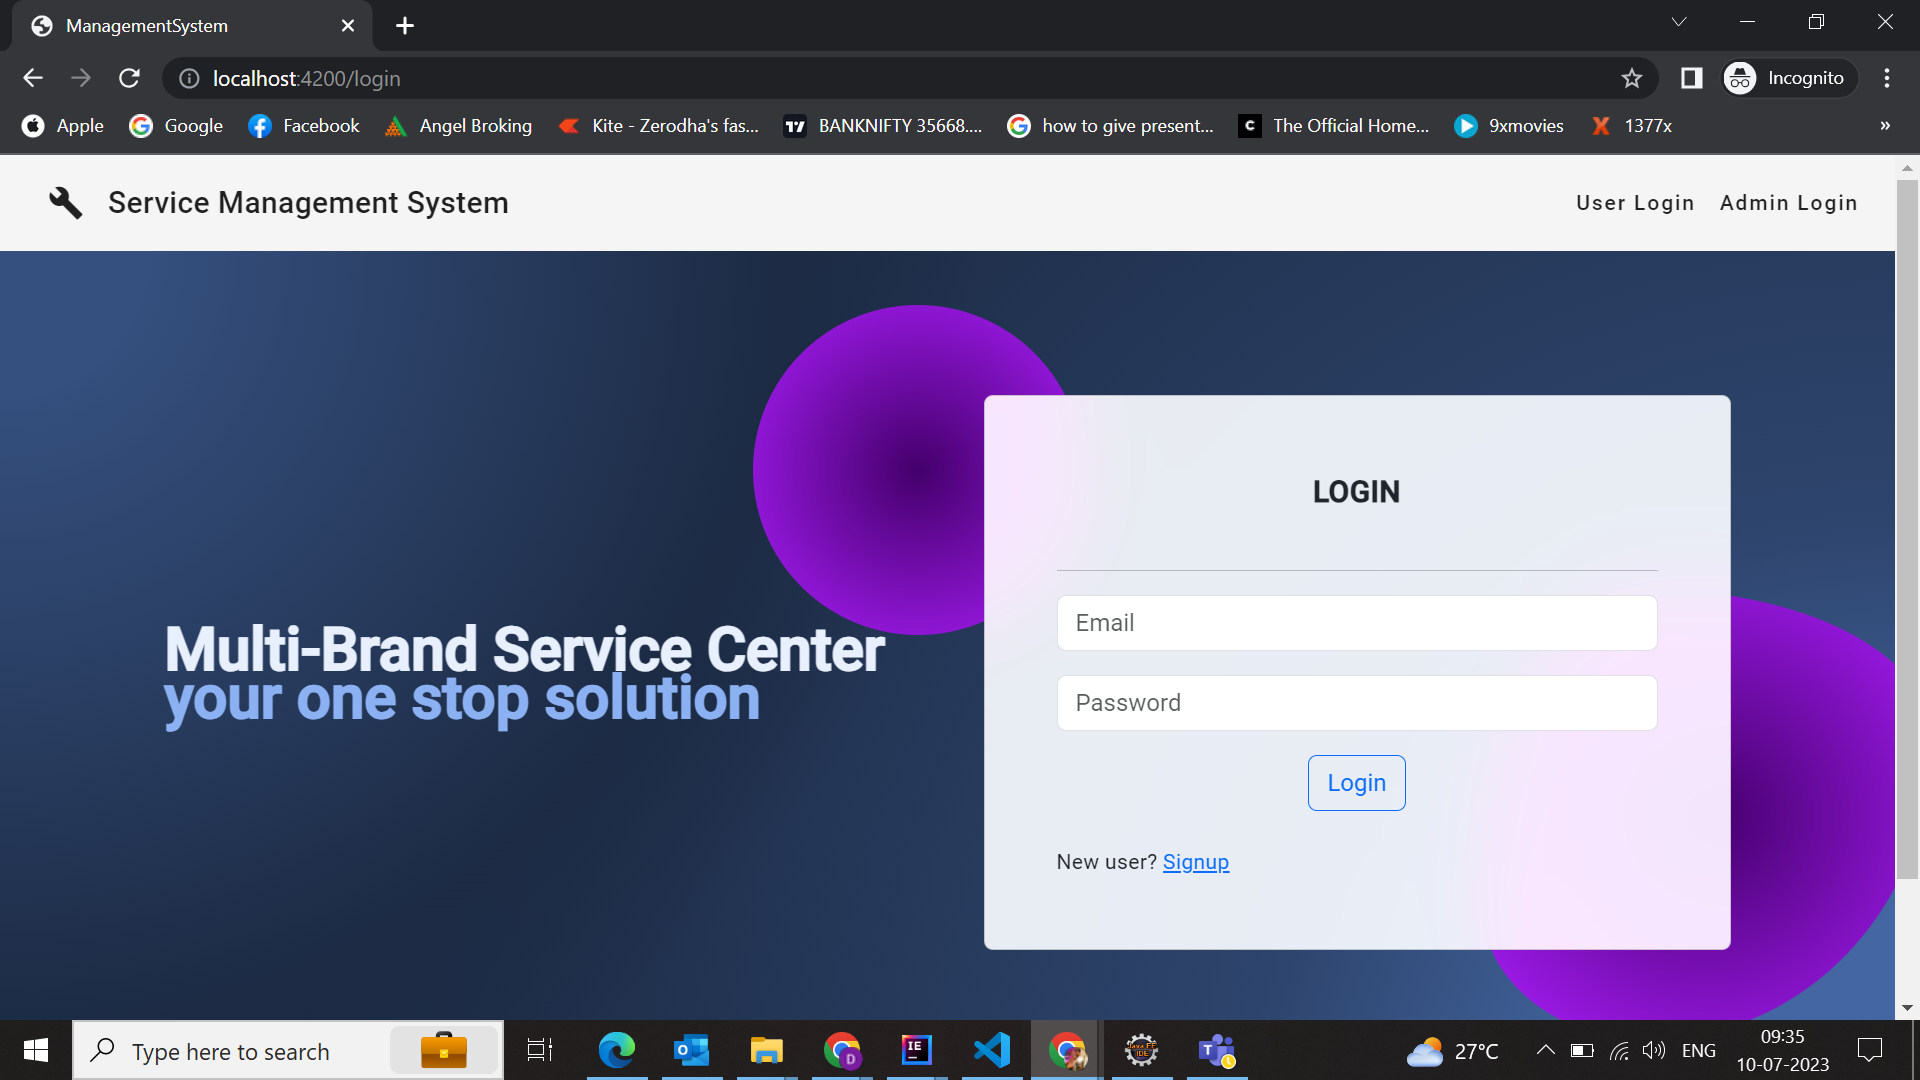 ManagementSystem
localhost:4200/login
Incognito
Apple
Google
Facebook
Angel Broking
Kite - Zerodha's fas...
BANKNIFTY 35668....
how to give present...
The Official Home...
9xmovies
1377x
»
Service Management System
User Login
Admin Login
LOGIN
Email
Password
Login
New user? Signup
Multi-Brand Service Center
your one stop solution
Type here to search
27°C
ENG
09:35
10-07-2023